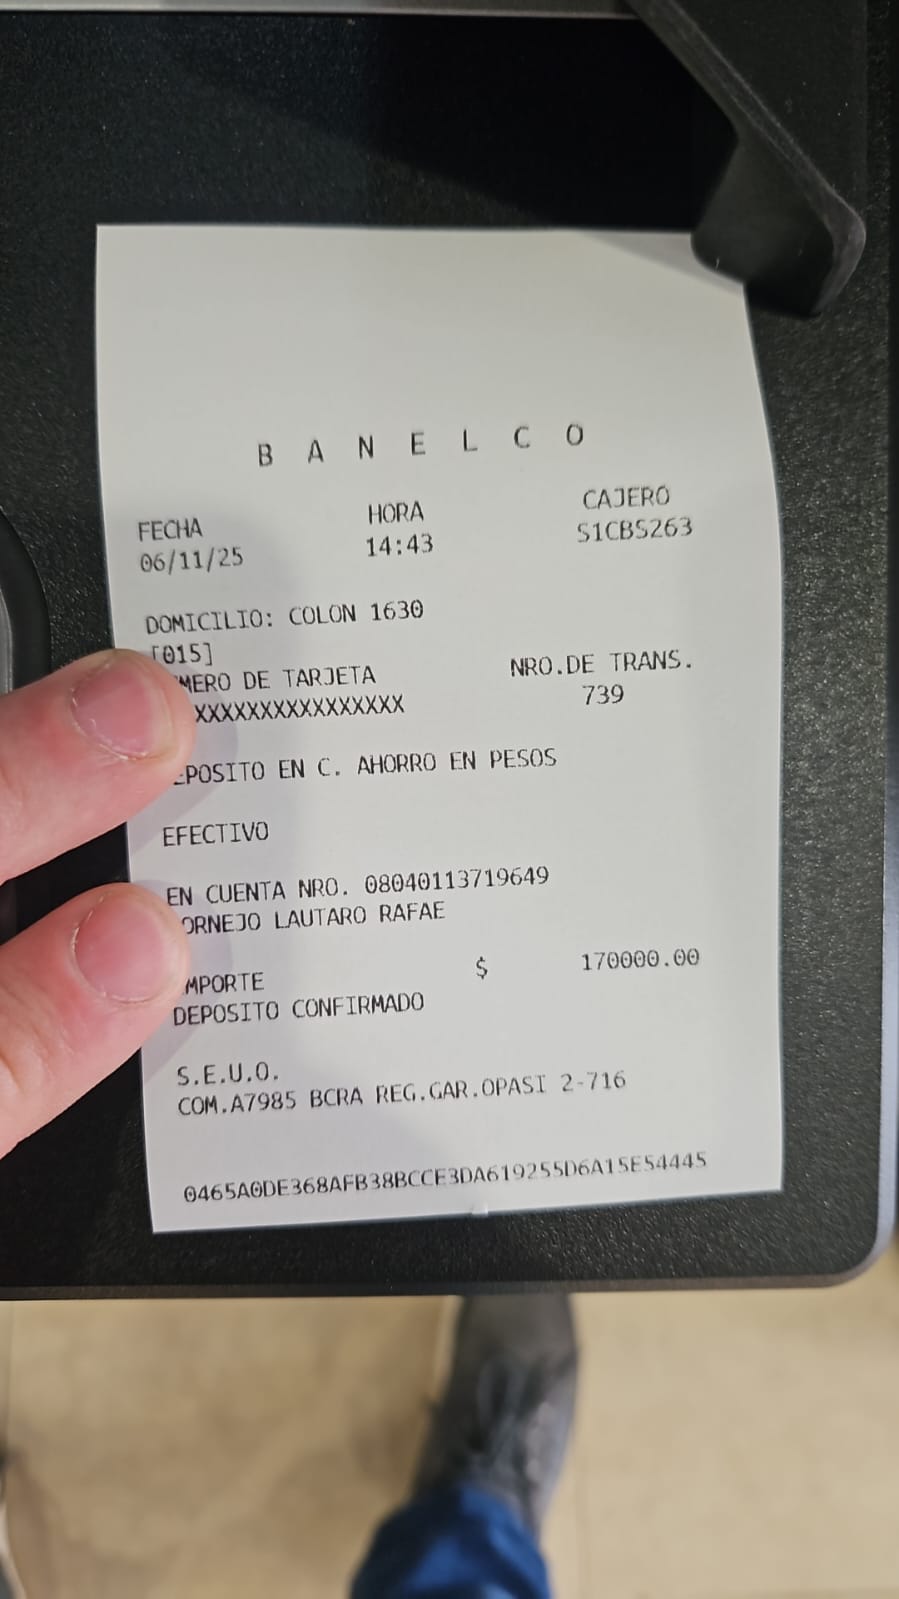 B A N E L C O
FECHA HORA CAJERO
06/11/25 14:43 S1CBS263
DOMICILIO: COLON 1630
[015]
MERO DE TARJETA NRO.DE TRANS.
XXXXXXXXXXXXXXXX 739
EPOSITO EN C. AHORRO EN PESOS
EFECTIVO
EN CUENTA NRO. 08040113719649
ORNEJO LAUTARO RAFAE
MPORTE $ 170000.00
DEPOSITO CONFIRMADO
S.E.U.O.
COM.A7985 BCRA REG.GAR.OPASI 2-716
0465A0DE368AFB38BCCE3DA619255D6A15E54445